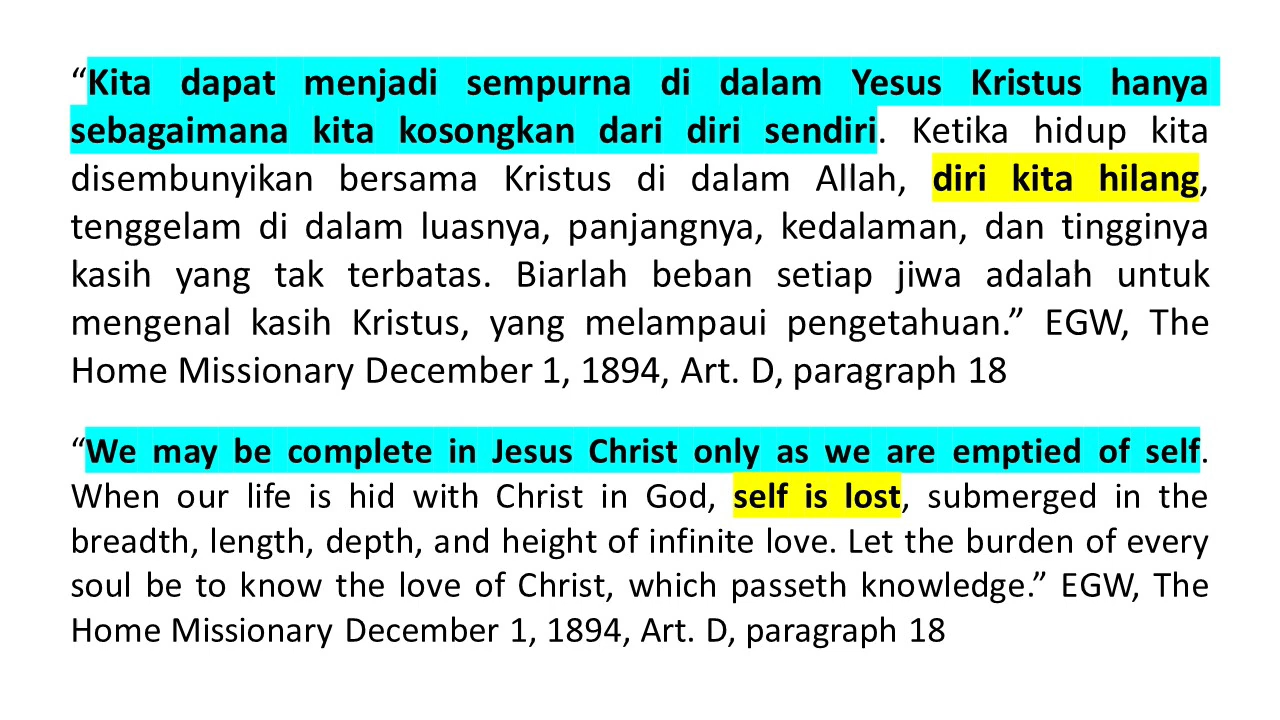 “Kita dapat menjadi sempurna di dalam Yesus Kristus hanya
sebagaimana kita kosongkan dari diri sendiri. Ketika hidup kita
disembunyikan bersama Kristus di dalam Allah, diri kita hilang,
tenggelam di dalam luasnya, panjangnya, kedalaman, dan tingginya
kasih yang tak terbatas. Biarlah beban setiap jiwa adalah untuk
mengenal kasih Kristus, yang melampaui pengetahuan.” EGW, The
Home Missionary December 1, 1894, Art. D, paragraph 18
“We may be complete in Jesus Christ only as we are emptied of self.
When our life is hid with Christ in God, self is lost, submerged in the
breadth, length, depth, and height of infinite love. Let the burden of every
soul be to know the love of Christ, which passeth knowledge.” EGW, The
Home Missionary December 1, 1894, Art. D, paragraph 18